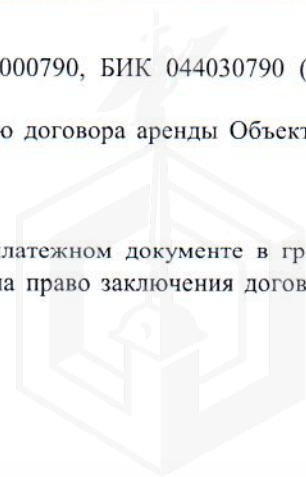 000790, БИК 044030790 (
ю договора аренды Объект
платежном документе в гр
на право заключения догов